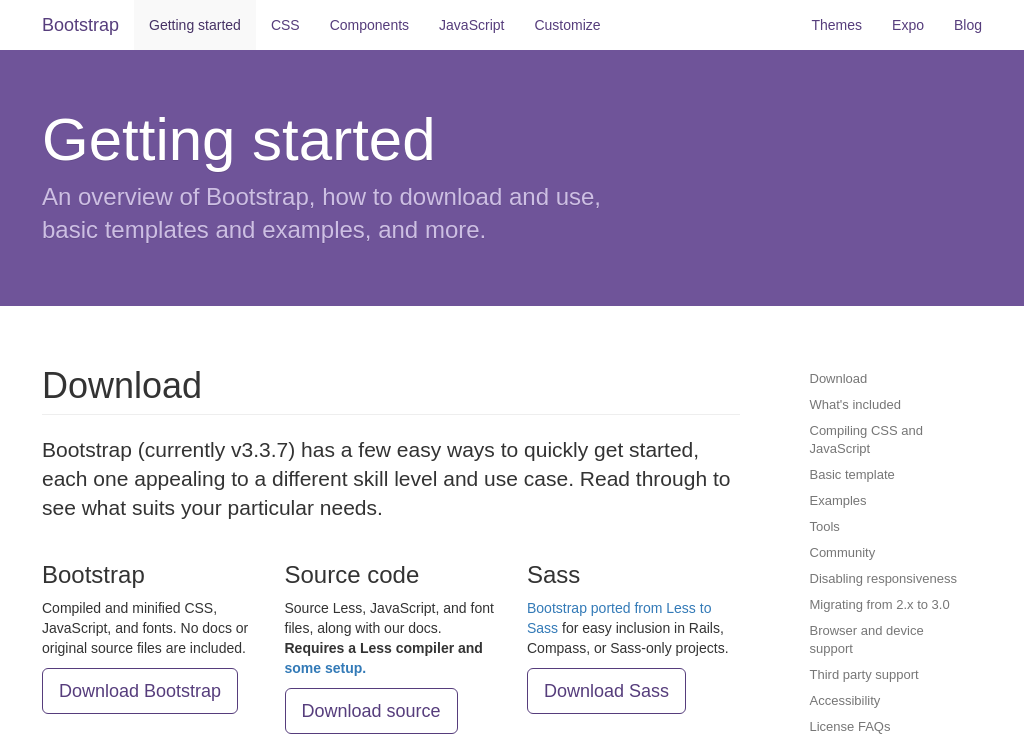 Bootstrap Getting started CSS Components JavaScript Customize Themes Expo Blog
Getting started
An overview of Bootstrap, how to download and use,
basic templates and examples, and more.
Download
Bootstrap (currently v3.3.7) has a few easy ways to quickly get started,
each one appealing to a different skill level and use case. Read through to
see what suits your particular needs.
Bootstrap
Compiled and minified CSS,
JavaScript, and fonts. No docs or
original source files are included.
Download Bootstrap
Source code
Source Less, JavaScript, and font
files, along with our docs.
Requires a Less compiler and
some setup.
Download source
Sass
Bootstrap ported from Less to
Sass for easy inclusion in Rails,
Compass, or Sass-only projects.
Download Sass
Download
What's included
Compiling CSS and
JavaScript
Basic template
Examples
Tools
Community
Disabling responsiveness
Migrating from 2.x to 3.0
Browser and device
support
Third party support
Accessibility
License FAQs